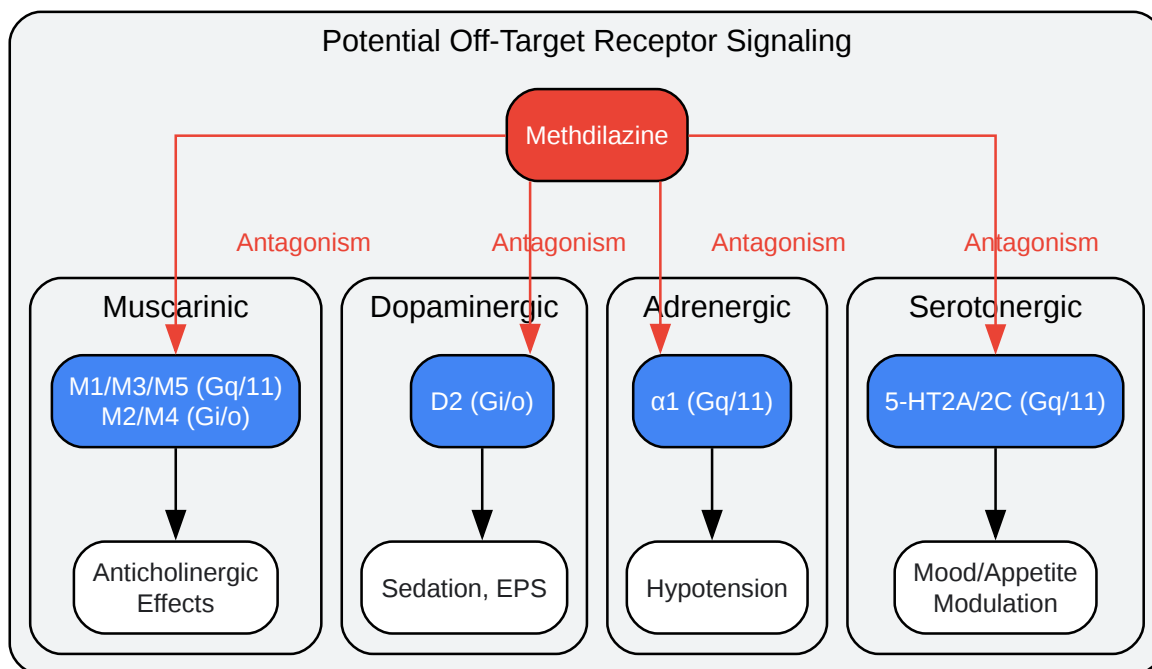 Potential Off-Target Receptor Signaling
Methdilazine
Antagonism
Antagonism
Antagonism
Antagonism
Muscarinic
Dopaminergic
Adrenergic
Serotonergic
M1/M3/M5 (Gq/11)
M2/M4 (Gi/o)
D2 (Gi/o)
α1 (Gq/11)
5-HT2A/2C (Gq/11)
Anticholinergic
Effects
Sedation, EPS
Hypotension
Mood/Appetite
Modulation